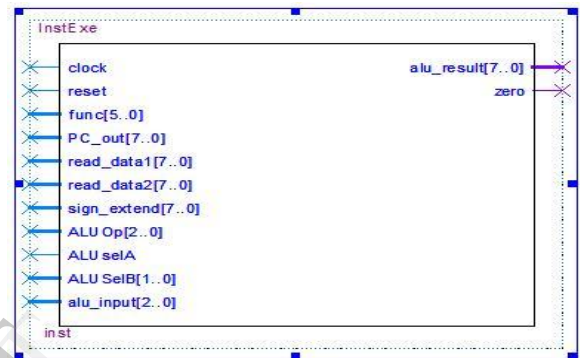 InstExe
clock
alu_result[7..0]
reset
zero
func[5..0]
PC_out[7..0]
read_data1[7..0]
read_data2[7..0]
sign_extend[7..0]
ALUOp[2..0]
ALUselA
ALUSelB[1..0]
alu_input[2..0]
inst